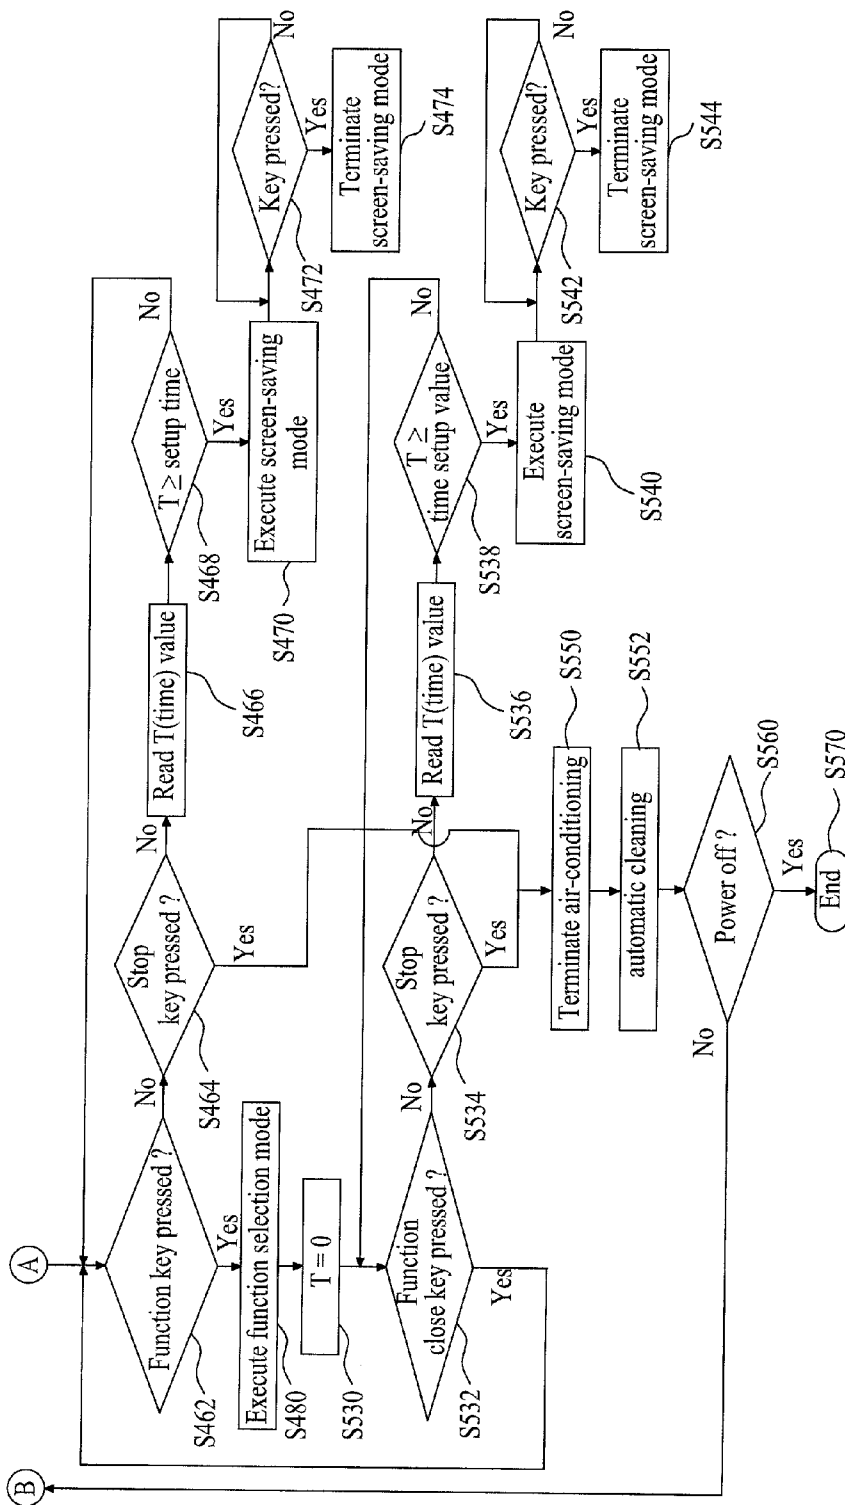 A
Function key pressed ?
S462
No
Yes
Stop
key pressed ?
S464
No
Yes
Read T(time) value
S466
T ≥ setup time
S468
No
Yes
Execute screen-saving
mode
S470
Key pressed?
S472
No
Yes
Terminate
screen-saving mode
S474
Execute function selection mode
S480
T = 0
S530
Function
close key pressed ?
S532
No
Yes
Stop
key pressed ?
S534
No
Yes
Read T(time) value
S536
T ≥
time setup value
S538
No
Yes
Execute
screen-saving mode
S540
Key pressed?
S542
No
Yes
Terminate
screen-saving mode
S544
Terminate air-conditioning
S550
automatic cleaning
S552
Power off ?
S560
No
Yes
End
S570
B